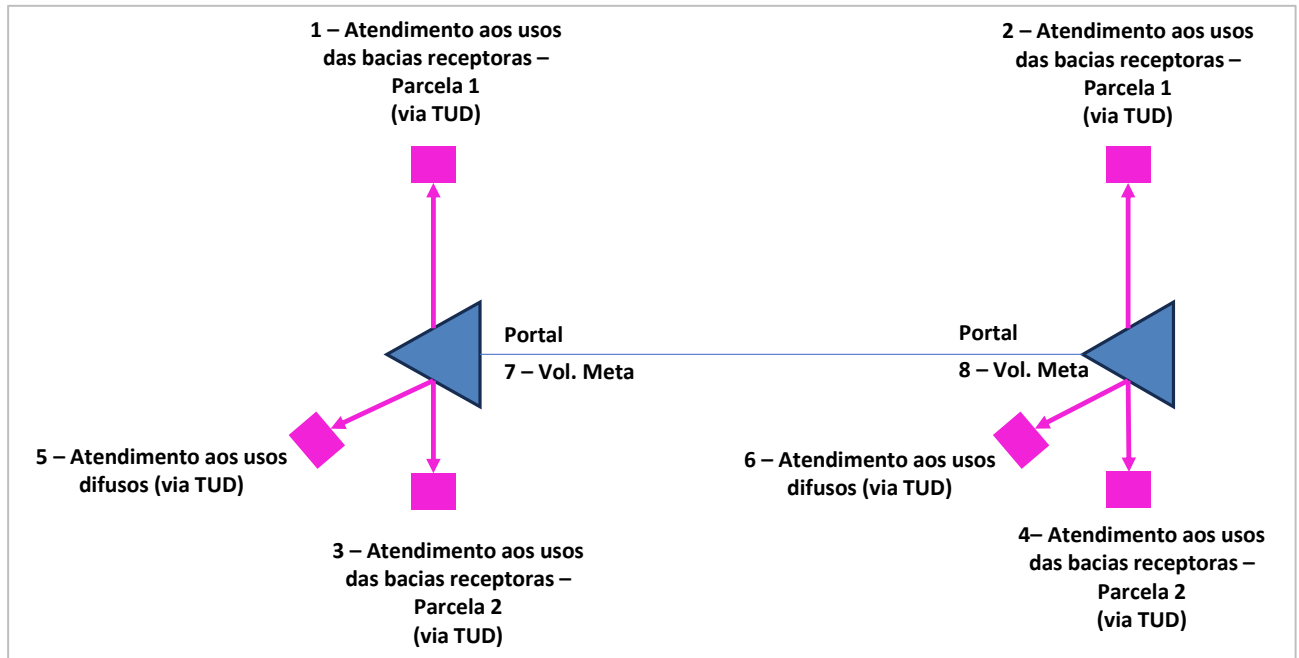 1 – Atendimento aos usos
das bacias receptoras –
Parcela 1
(via TUD)
2 – Atendimento aos usos
das bacias receptoras –
Parcela 1
(via TUD)
Portal
7 – Vol. Meta
Portal
8 – Vol. Meta
5 – Atendimento aos usos
difusos (via TUD)
6 – Atendimento aos usos
difusos (via TUD)
3 – Atendimento aos usos
das bacias receptoras –
Parcela 2
(via TUD)
4– Atendimento aos usos
das bacias receptoras –
Parcela 2
(via TUD)